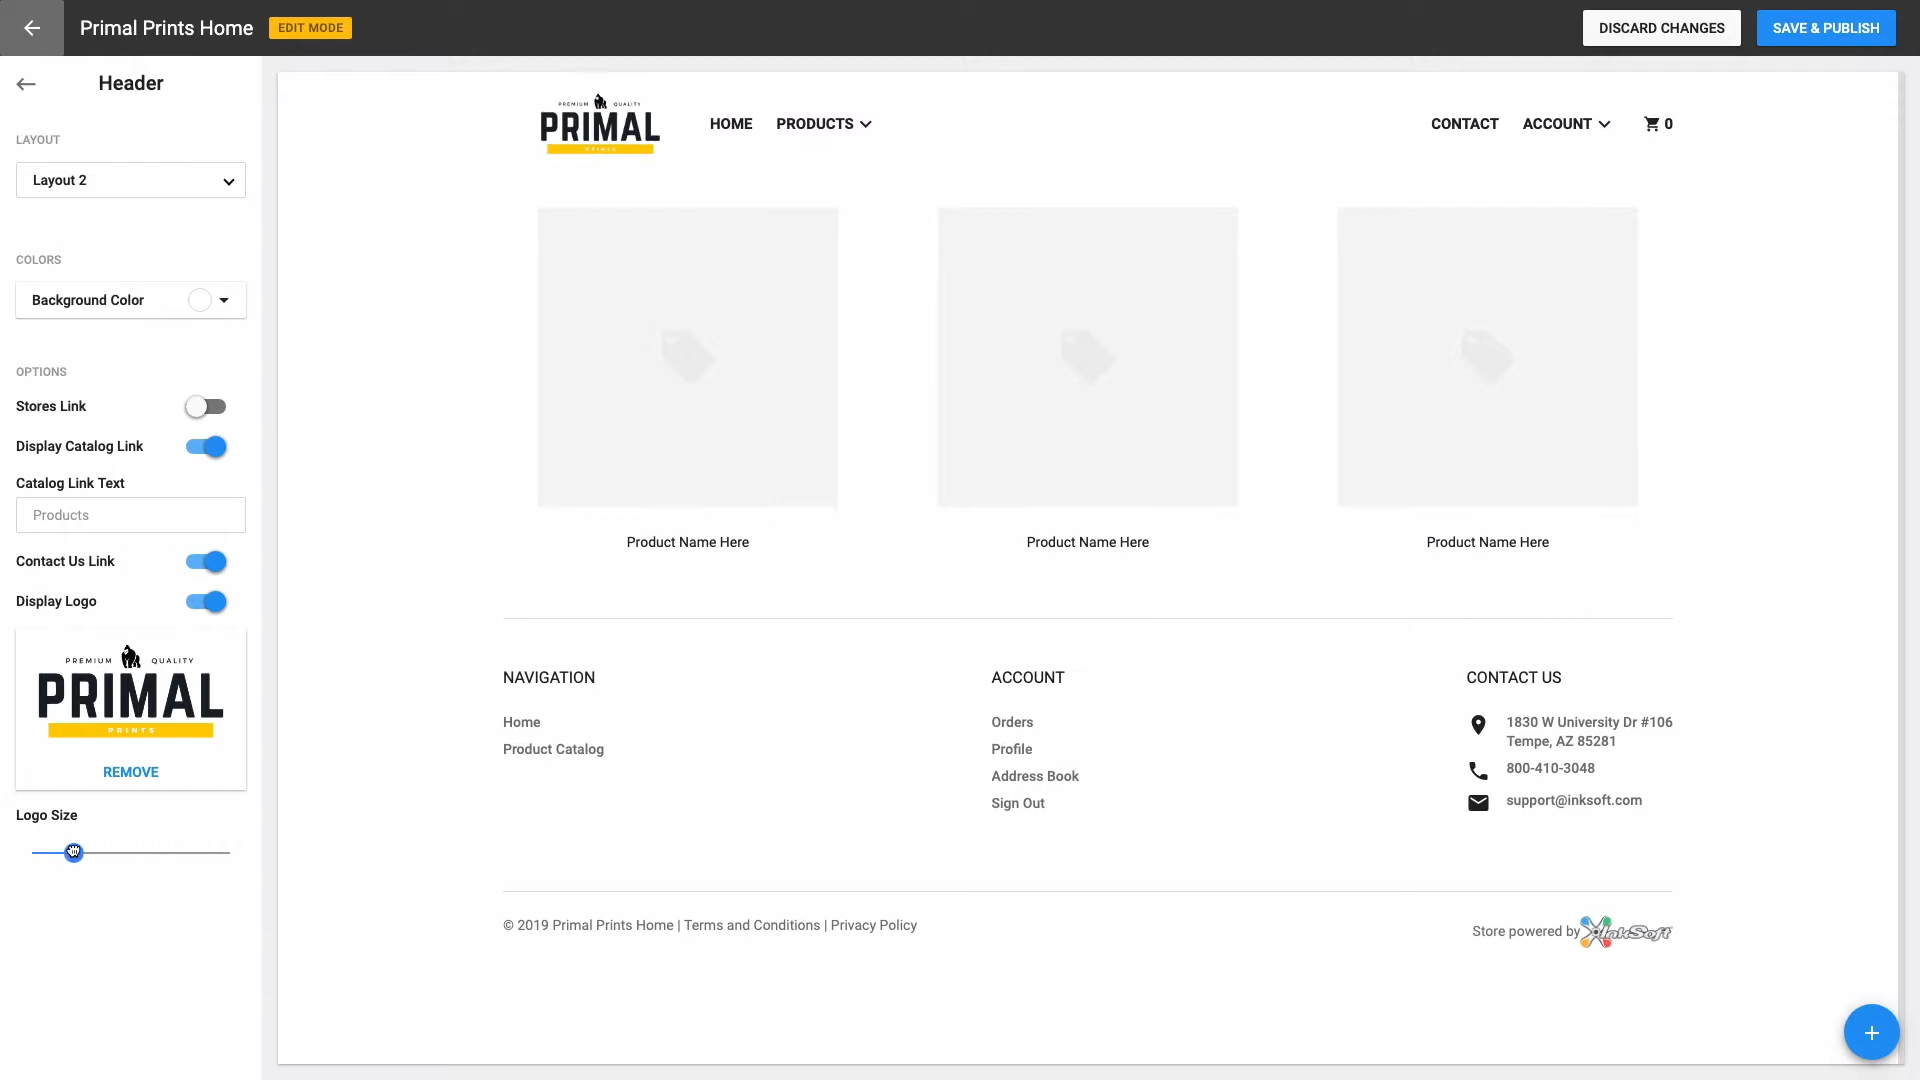 Primal Prints Home
EDIT MODE
DISCARD CHANGES
SAVE & PUBLISH
Header
LAYOUT
Layout 2
COLORS
Background Color
OPTIONS
Stores Link
Display Catalog Link
Catalog Link Text
Products
Contact Us Link
Display Logo
PREMIUM QUALITY
PRIMAL
PRINTS
REMOVE
Logo Size
PREMIUM QUALITY
PRIMAL
PRINTS
HOME
PRODUCTS
CONTACT
ACCOUNT
0
Product Name Here
Product Name Here
Product Name Here
NAVIGATION
Home
Product Catalog
ACCOUNT
Orders
Profile
Address Book
Sign Out
CONTACT US
1830 W University Dr #106
Tempe, AZ 85281
800-410-3048
support@inksoft.com
© 2019 Primal Prints Home | Terms and Conditions | Privacy Policy
Store powered by InkSoft